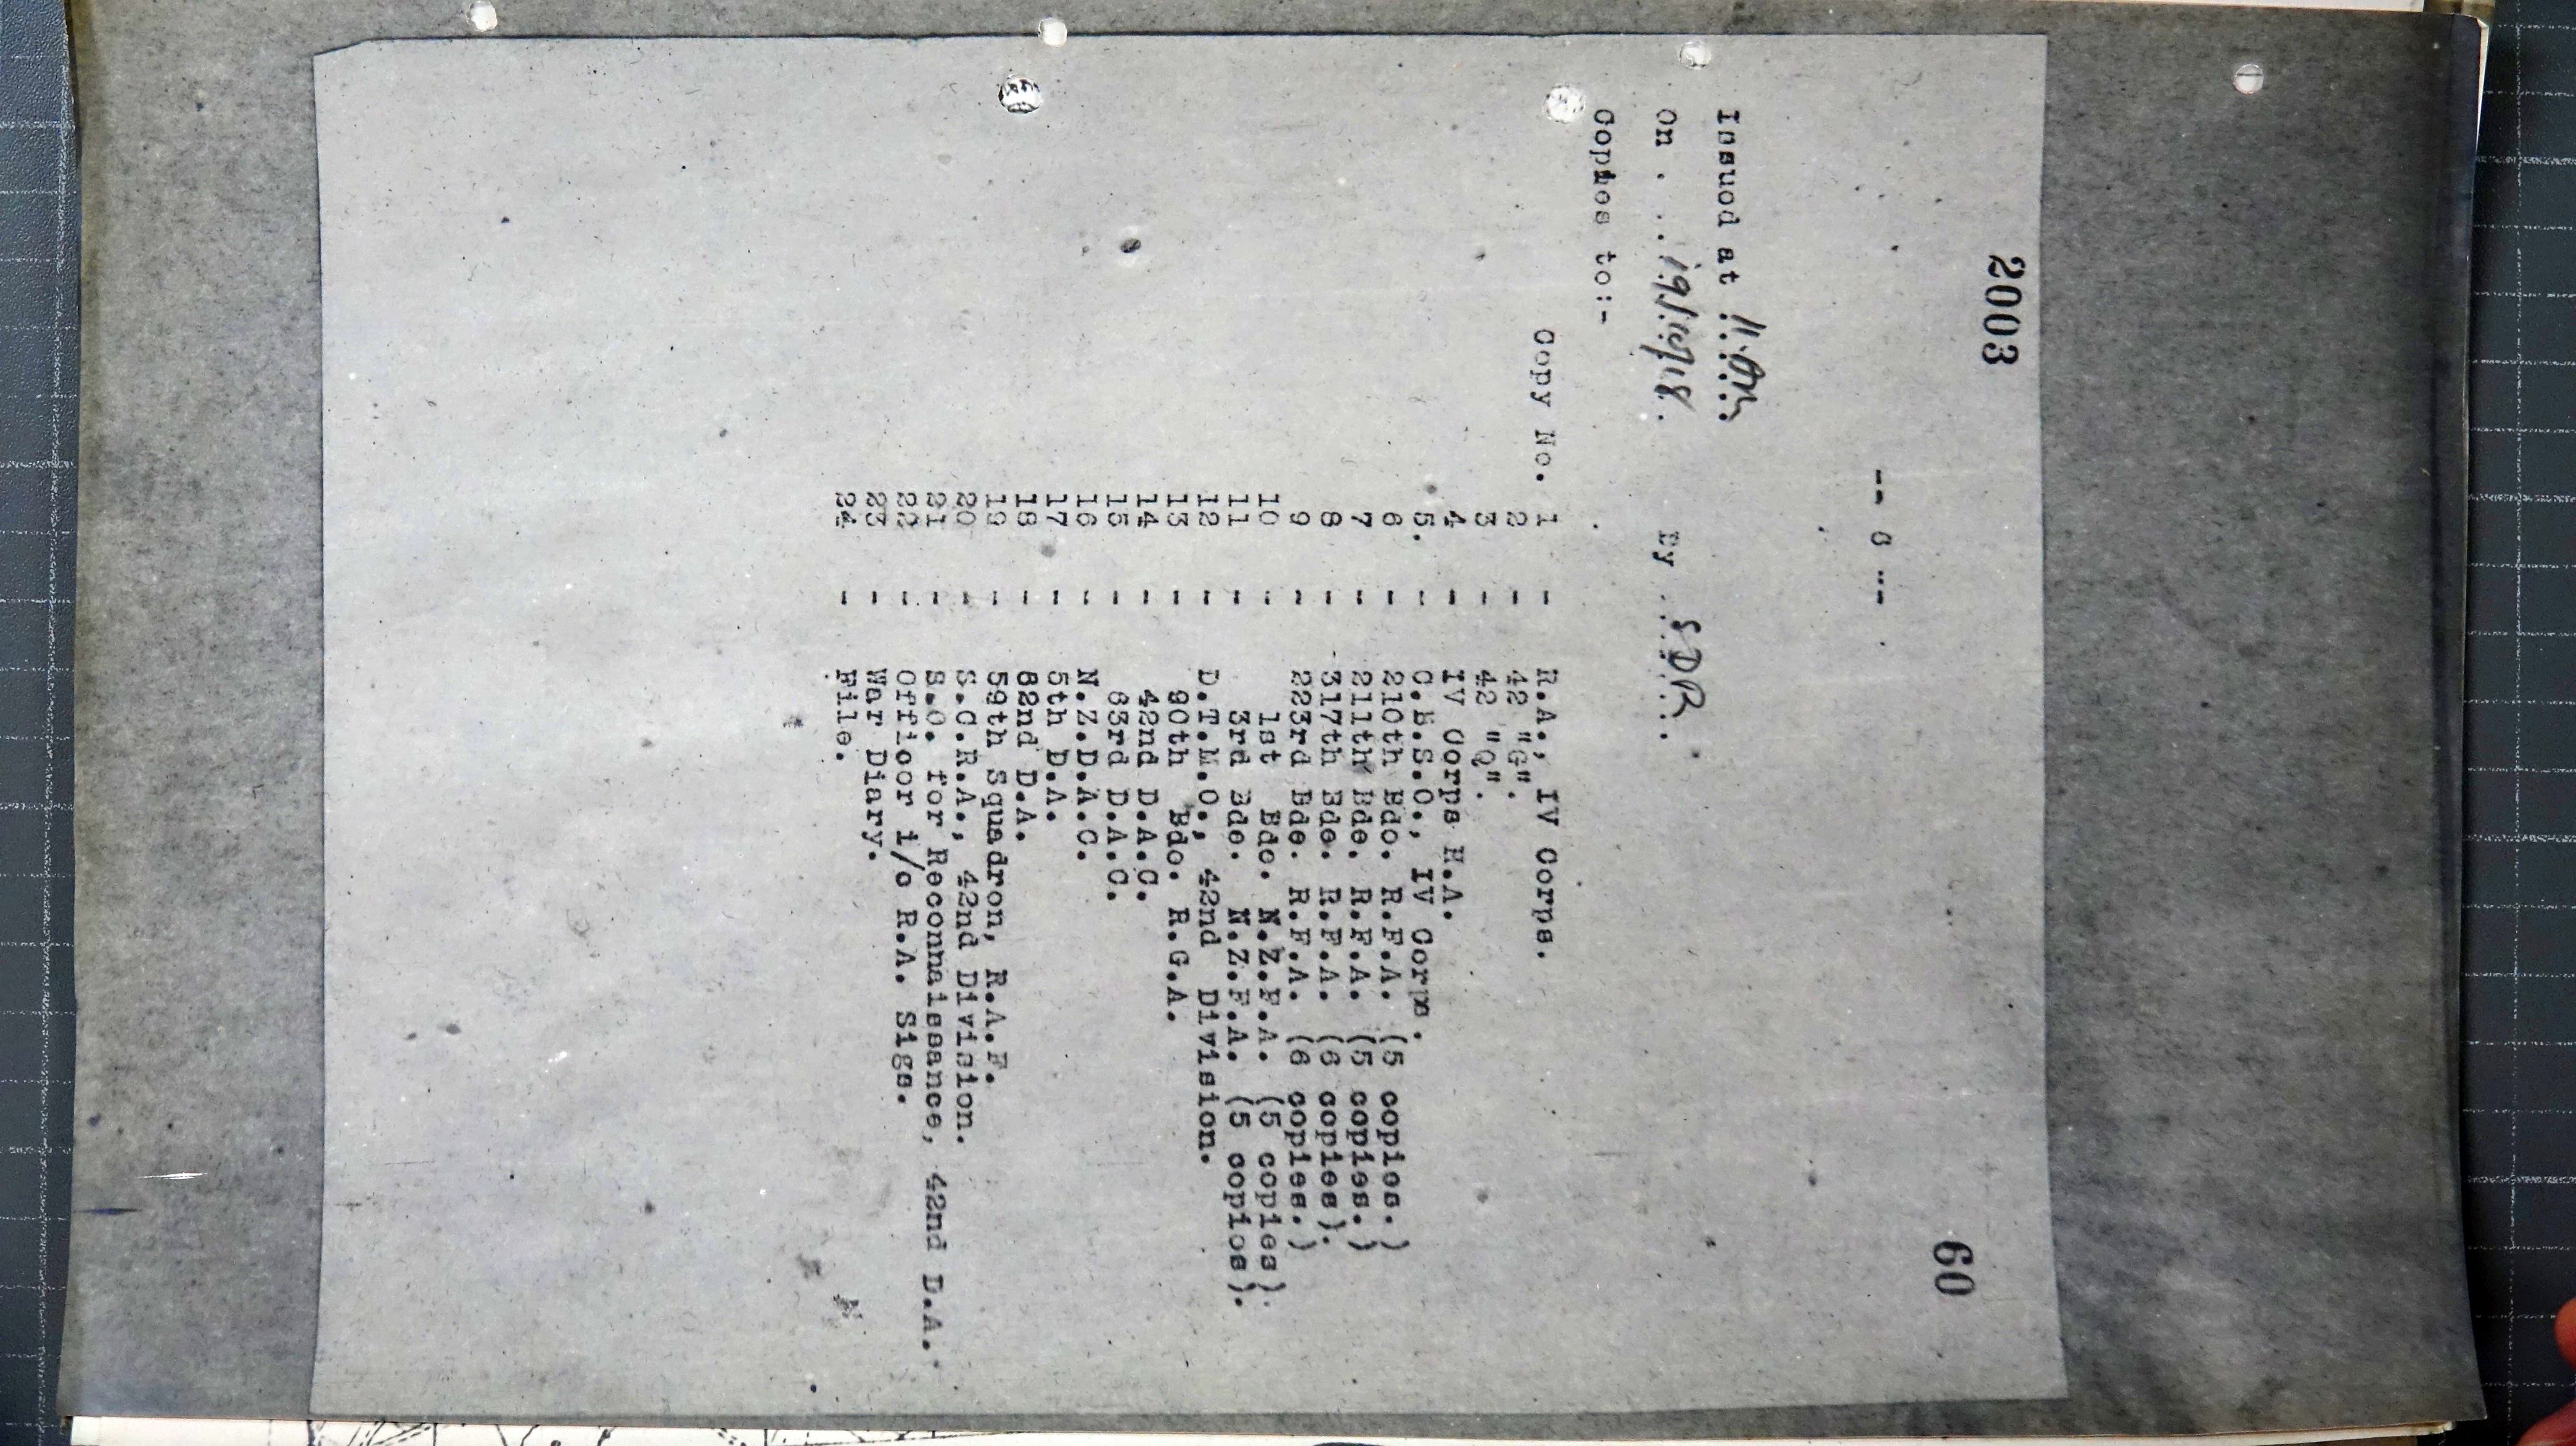 2003
60
-- 6 --
Issued at 11.am
On . . . 19/10/18. By . . S.D.R. . .
Copies to:-
Copy No. 1 - R.A., IV Corps.
2 - 42 "G".
3 - 42 "Q".
4 - IV Corps H.A.
5. - C.B.S.O., IV Corps.
6 - 210th Bde. R.F.A. (5 copies.)
7 - 211th Bde. R.F.A. (5 copies.)
8 - 317th Bde. R.F.A. (6 copies).
9 - 223rd Bde. R.F.A. (6 copies.)
10 - 1st Bde. N.Z.F.A. (5 copies).
11 - 3rd Bde. N.Z.F.A. (5 copies).
12 - D.T.M.O., 42nd Division.
13 - 90th Bde. R.G.A.
14 - 42nd D.A.C.
15 - 63rd D.A.C.
16 - N.Z.D.A.C.
17 - 5th D.A.
18 - 62nd D.A.
19 - 59th Squadron, R.A.F.
20 - S.C.R.A., 42nd Division.
21 - S.O. for Reconnaissance, 42nd D.A.
22 - Officer i/c R.A. Sigs.
23 - War Diary.
24 - File.